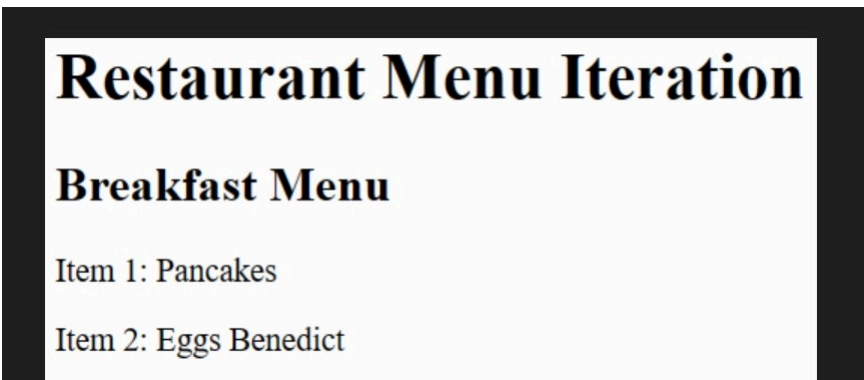 Restaurant Menu Iteration
Breakfast Menu
Item 1: Pancakes
Item 2: Eggs Benedict